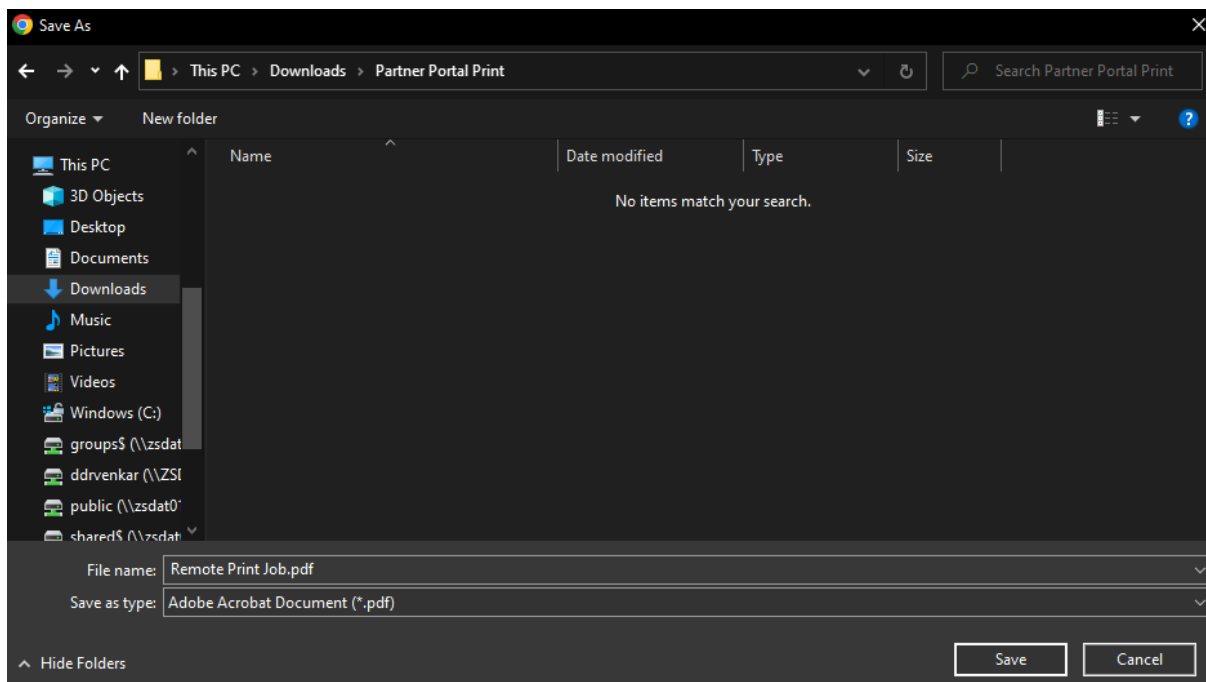 Save As
This PC > Downloads > Partner Portal Print
Search Partner Portal Print
Organize
New folder
?
Name
Date modified
Type
Size
No items match your search.
This PC
3D Objects
Desktop
Documents
Downloads
Music
Pictures
Videos
Windows (C:)
groups$ (\\zsdat
ddrvenkar (\\ZSD
public (\\zsdat0
shared$ (\\zsdat
File name: Remote Print Job.pdf
Save as type: Adobe Acrobat Document (*.pdf)
Hide Folders
Save
Cancel